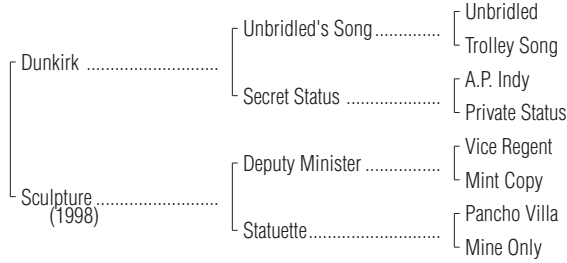 Unbridled
Unbridled's Song..............
Trolley Song
Dunkirk ............................
A.P. Indy
Secret Status ....................
Private Status
Vice Regent
Deputy Minister ................
Mint Copy
Sculpture ..........................
(1998)
Pancho Villa
Statuette............................
Mine Only